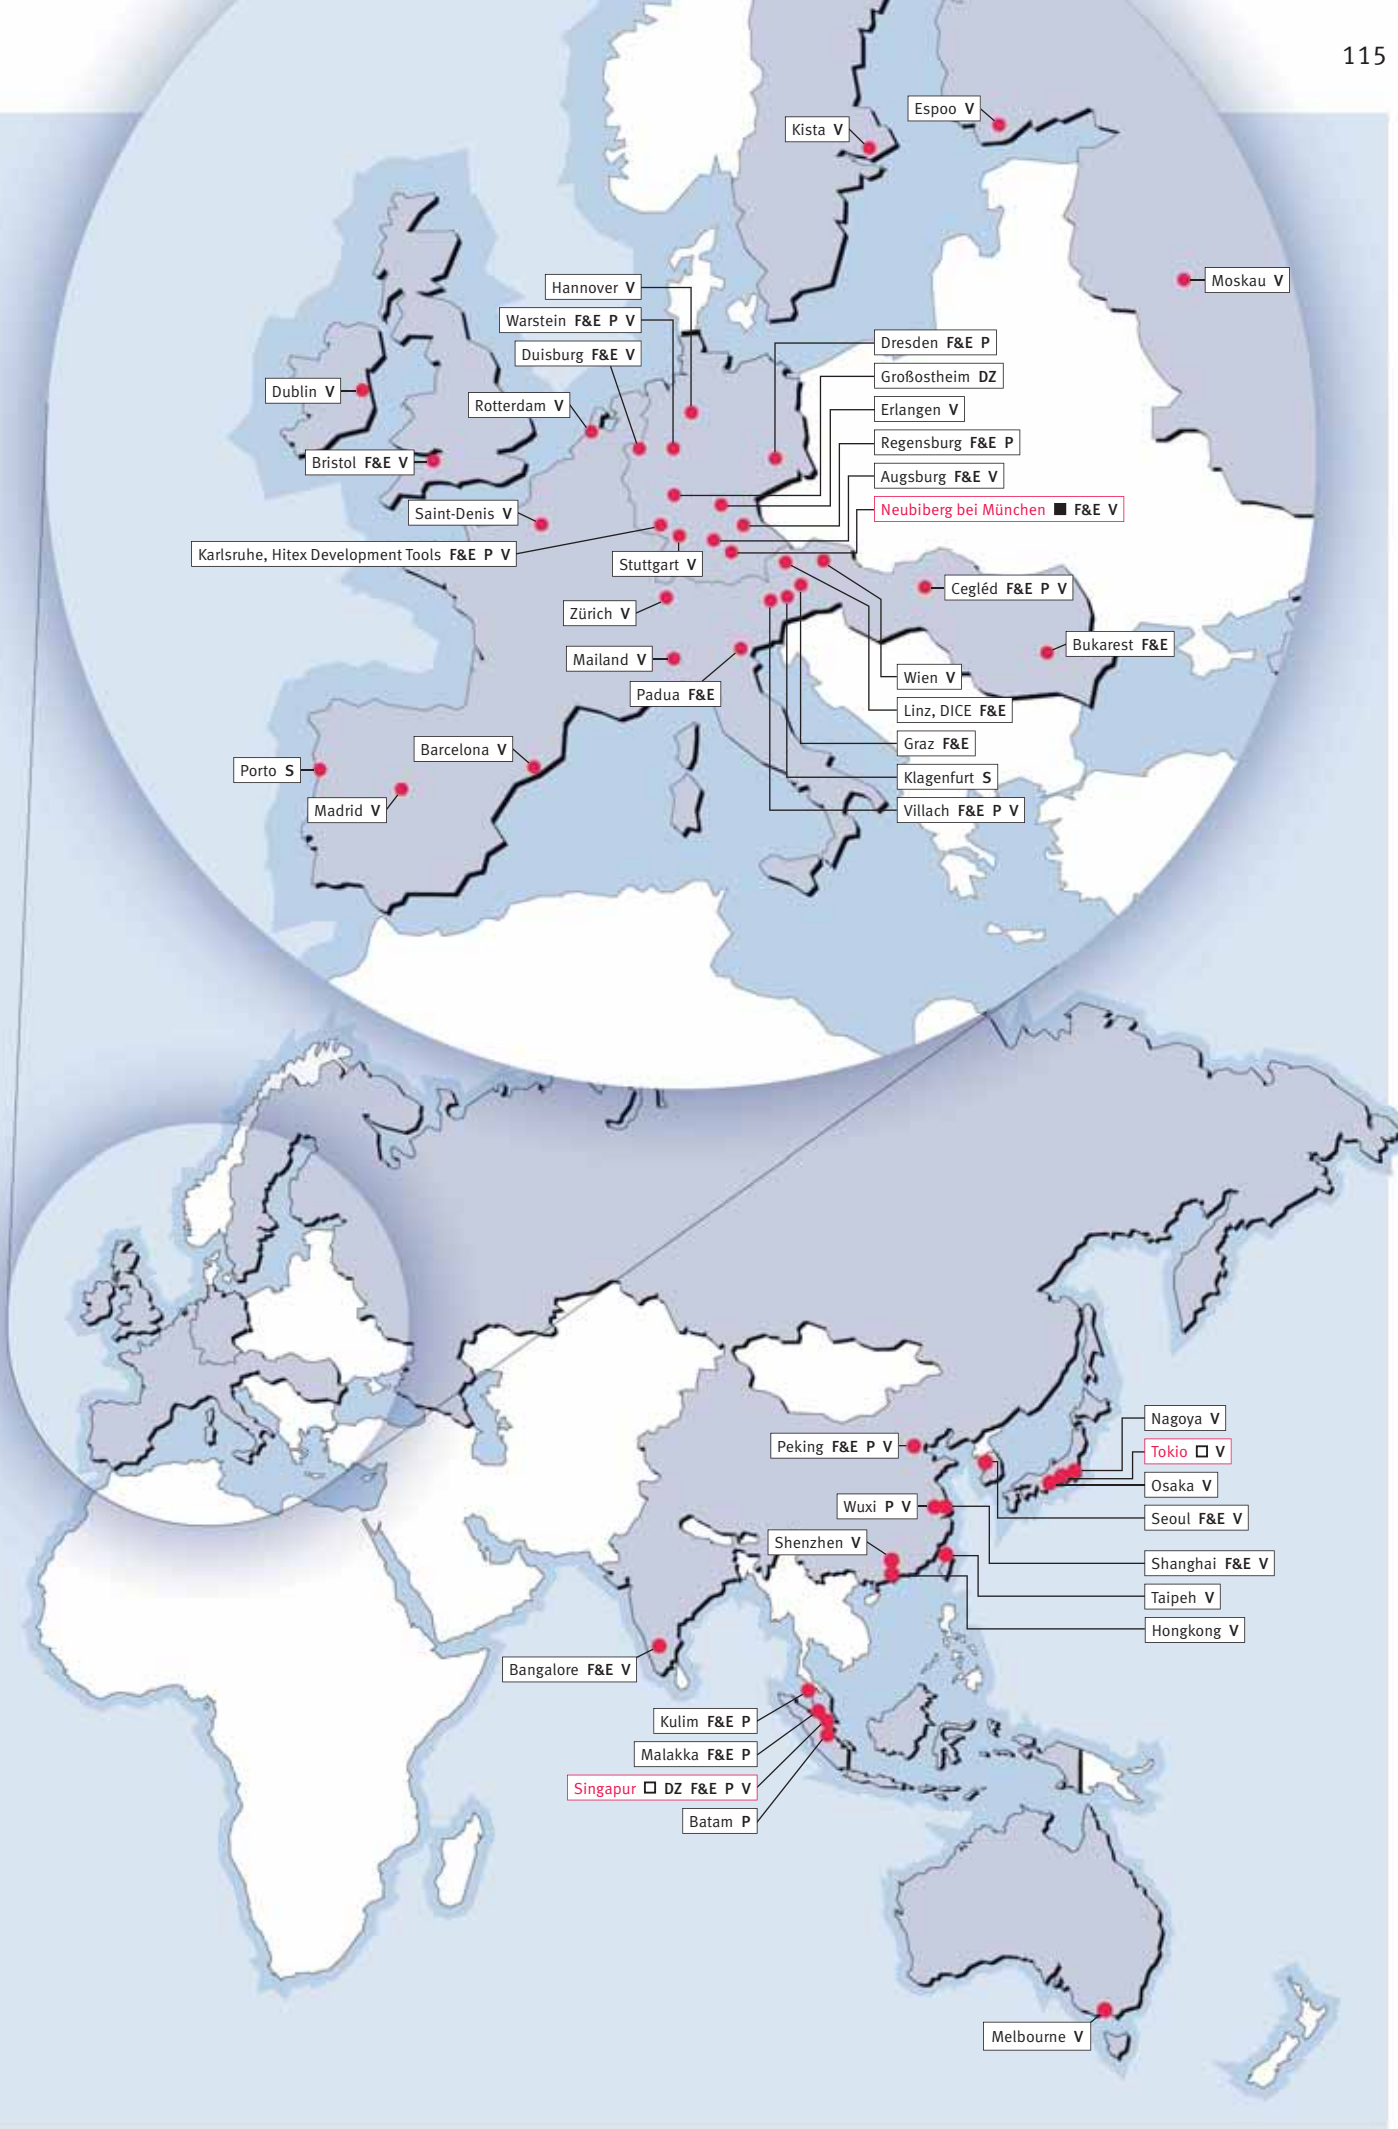 115
Espoo V
Kista V
Moskau V
Hannover V
Warstein F&E P V
Duisburg F&E V
Dresden F&E P
Großostheim DZ
Dublin V
Rotterdam V
Erlangen V
Regensburg F&E P
Bristol F&E V
Augsburg F&E V
Saint-Denis V
Neubiberg bei München ■ F&E V
Karlsruhe, Hitex Development Tools F&E P V
Stuttgart V
Cegléd F&E P V
Zürich V
Bukarest F&E
Mailand V
Wien V
Padua F&E
Linz, DICE F&E
Barcelona V
Graz F&E
Porto S
Klagenfurt S
Madrid V
Villach F&E P V
Nagoya V
Peking F&E P V
Tokio □ V
Osaka V
Wuxi P V
Seoul F&E V
Shenzhen V
Shanghai F&E V
Taipeh V
Hongkong V
Bangalore F&E V
Kulim F&E P
Malakka F&E P
Singapur □ DZ F&E P V
Batam P
Melbourne V